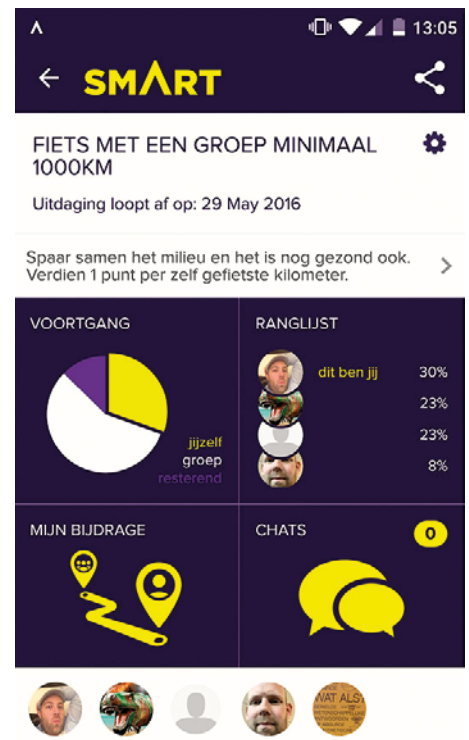 13:05
SMART
FIETS MET EEN GROEP MINIMAAL
1000KM
Uitdaging loopt af op: 29 May 2016
Spaar samen het milieu en het is nog gezond ook.
Verdien 1 punt per zelf gefietste kilometer.
VOORTGANG
jijzelf
groep
resterend
RANGLIJST
dit ben jij 30%
23%
23%
8%
MIJN BIJDRAGE
CHATS
0
WAT ALS